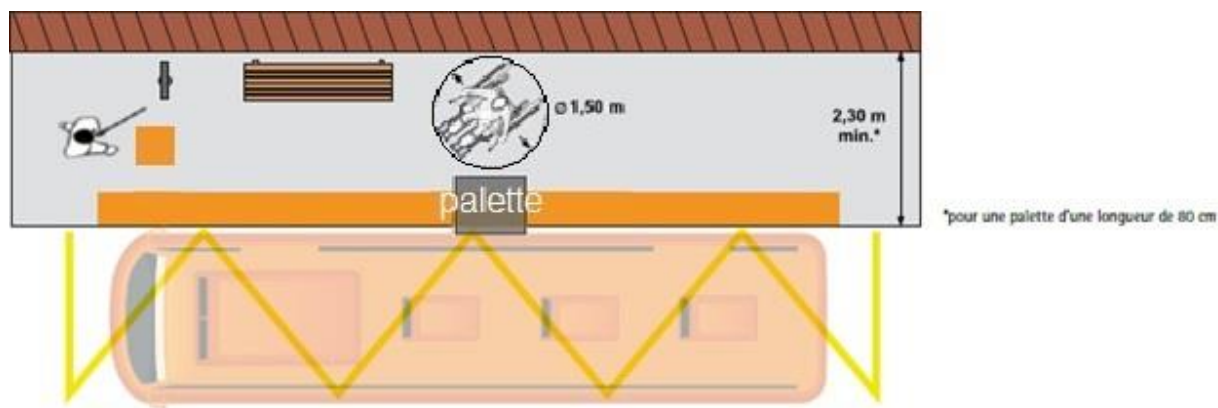 ø 1,50 m
2,30 m
min.*
palette
*pour une palette d'une longueur de 80 cm